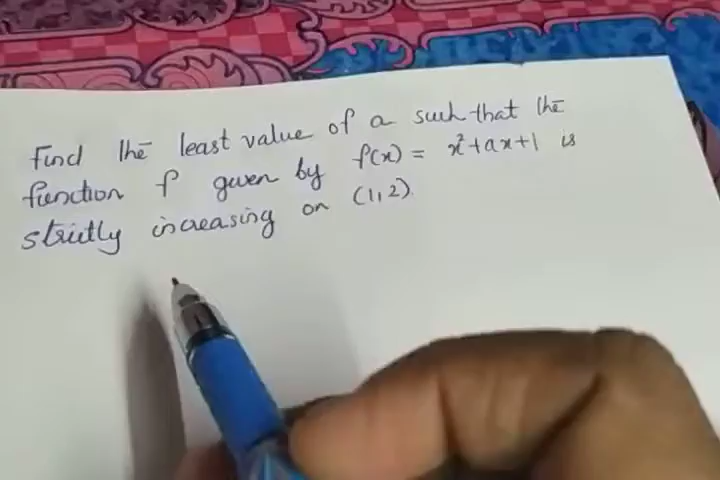 Find the least value of a such that the
function f given by f(x) = x²+ax+1 is
strictly increasing on (1,2).